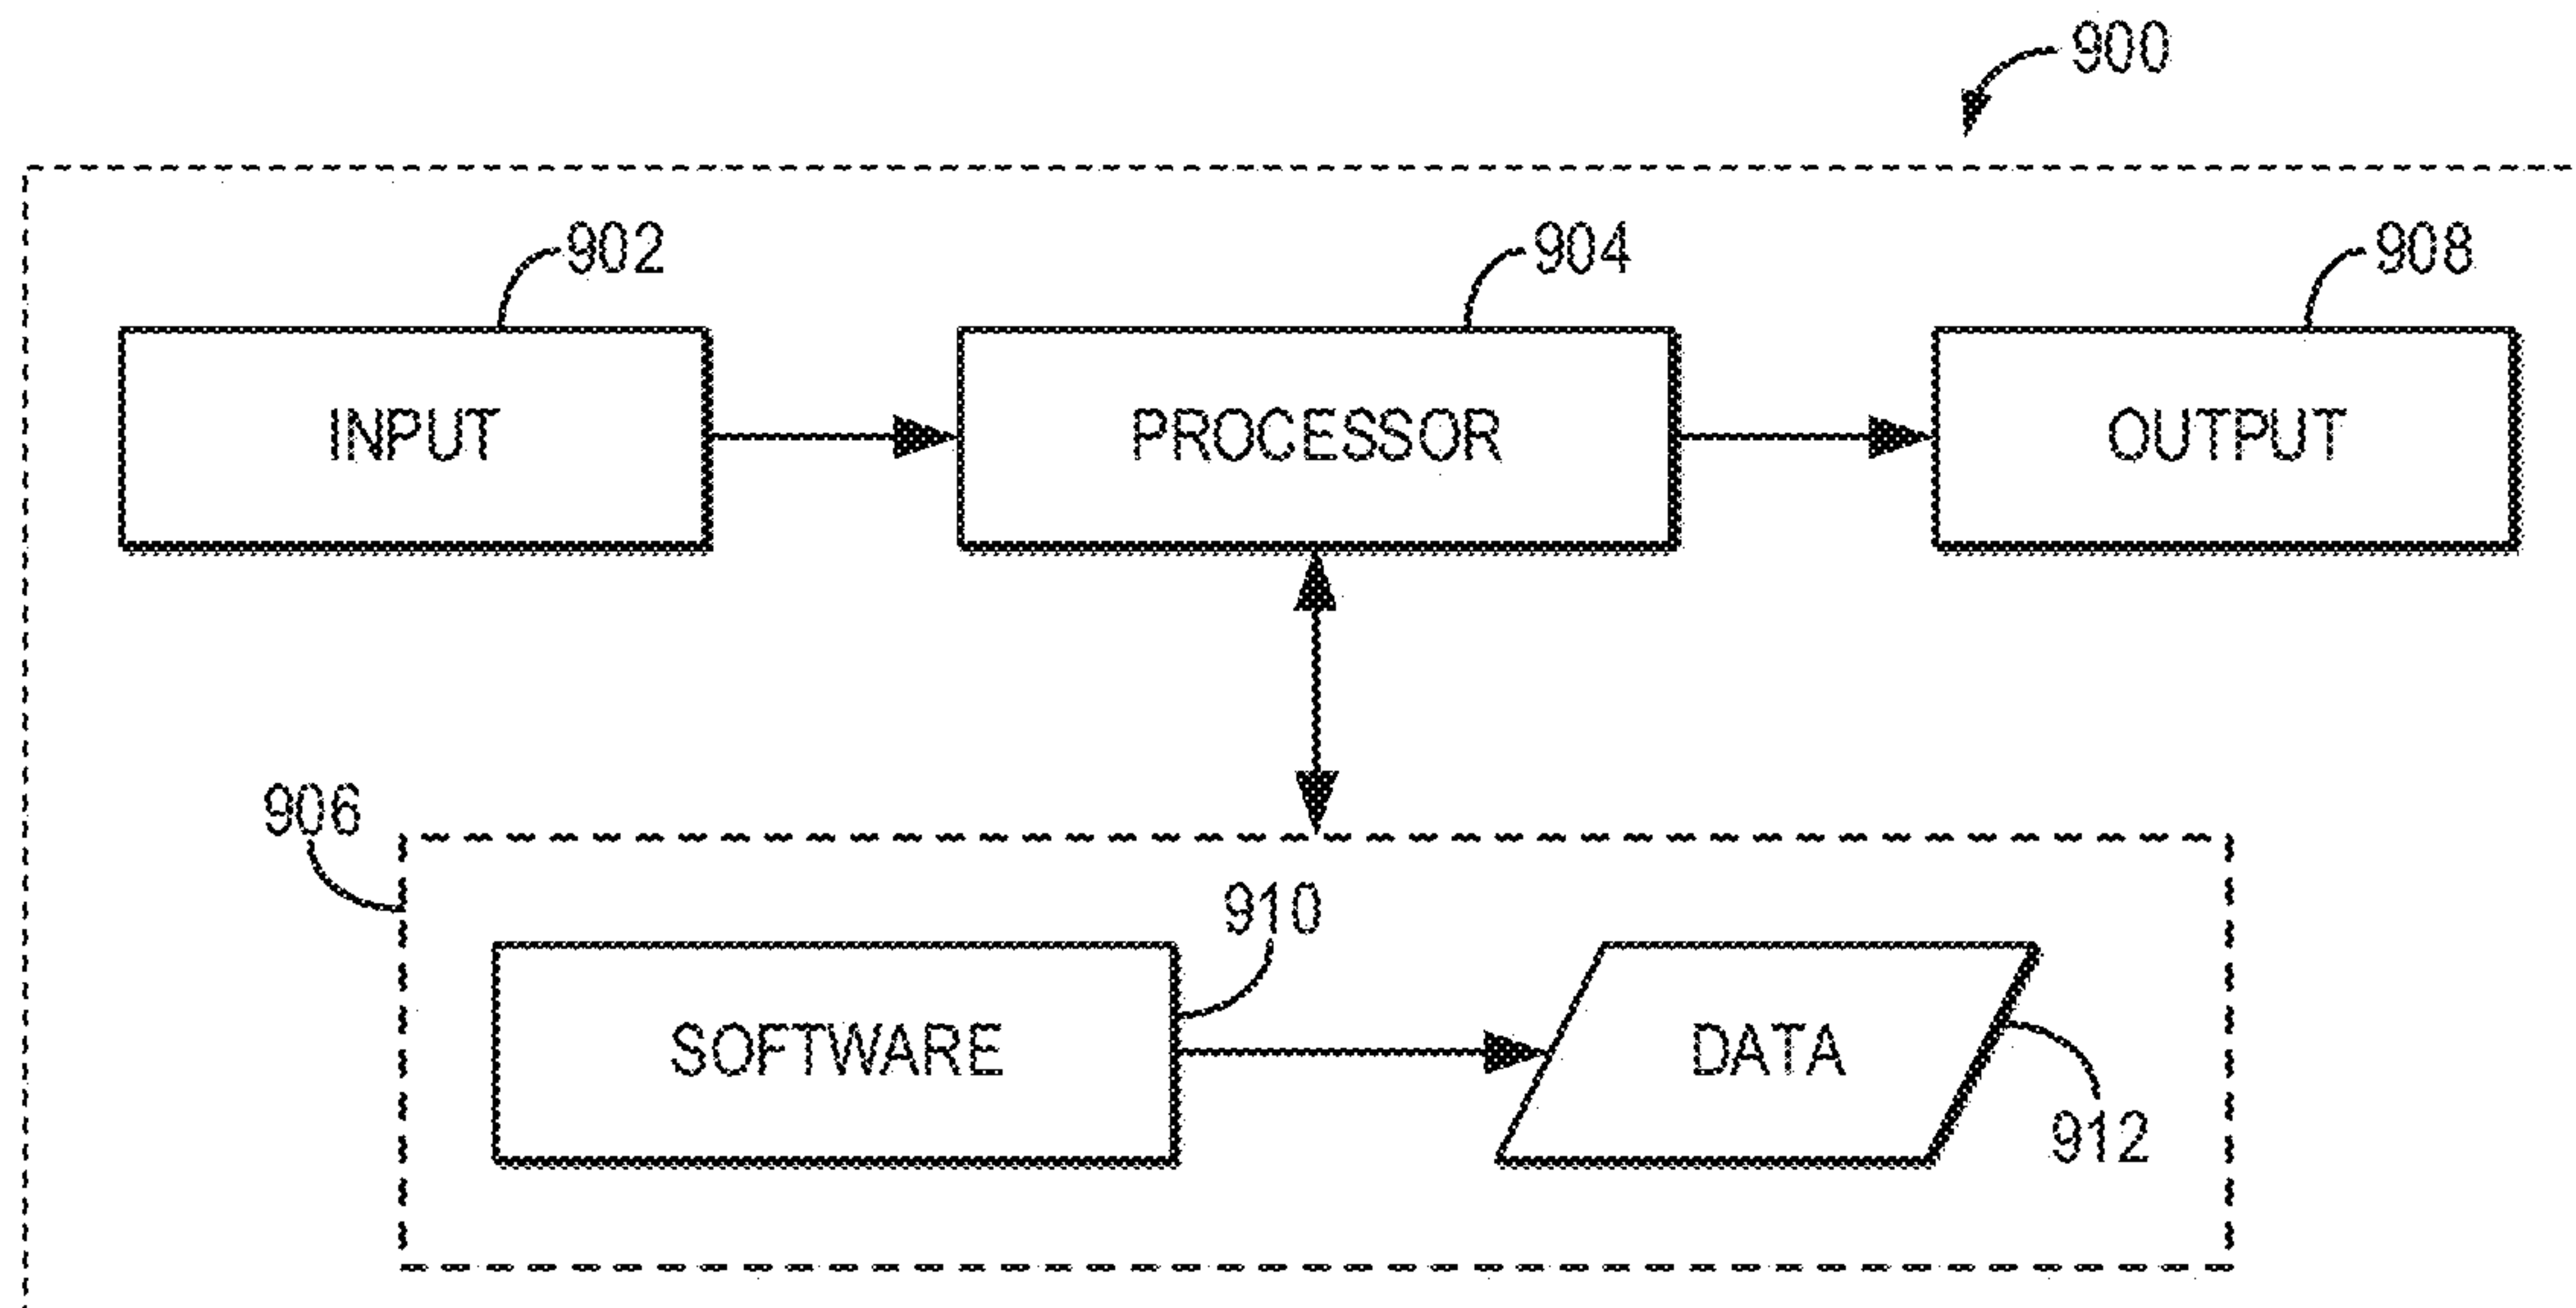 900
902
904
908
INPUT
PROCESSOR
OUTPUT
906
910
SOFTWARE
DATA
912